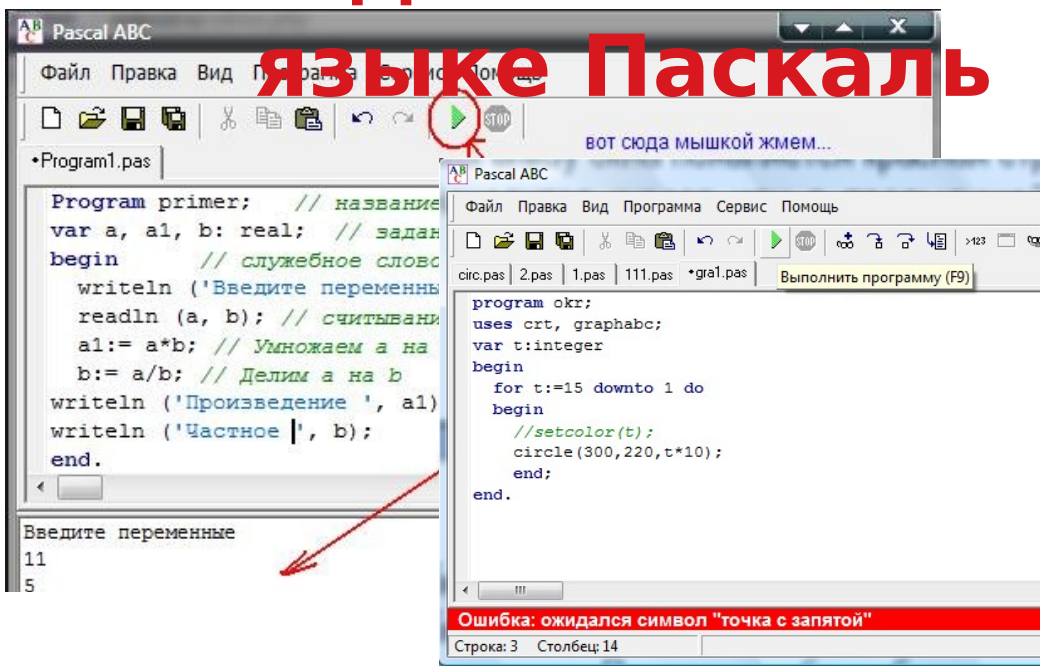 языке Паскаль
Pascal ABC
Файл Правка Вид Программа Сервис Помощь
вот сюда мышкой жмем...
•Program1.pas
Program primer; // название
var a, a1, b: real; // задан
begin // служебное слово
writeln ('Введите переменны
readln (a, b); // считывани
a1:= a*b; // Умножаем a на
b:= a/b; // Делим a на b
writeln ('Произведение ', a1)
writeln ('Частное ', b);
end.
Введите переменные
11
5
Pascal ABC
Файл Правка Вид Программа Сервис Помощь
circ.pas 2.pas 1.pas 111.pas •gra1.pas
Выполнить программу (F9)
program okr;
uses crt, graphabc;
var t:integer
begin
for t:=15 downto 1 do
begin
//setcolor(t);
circle(300,220,t*10);
end;
end.
Ошибка: ожидался символ "точка с запятой"
Строка: 3 Столбец: 14